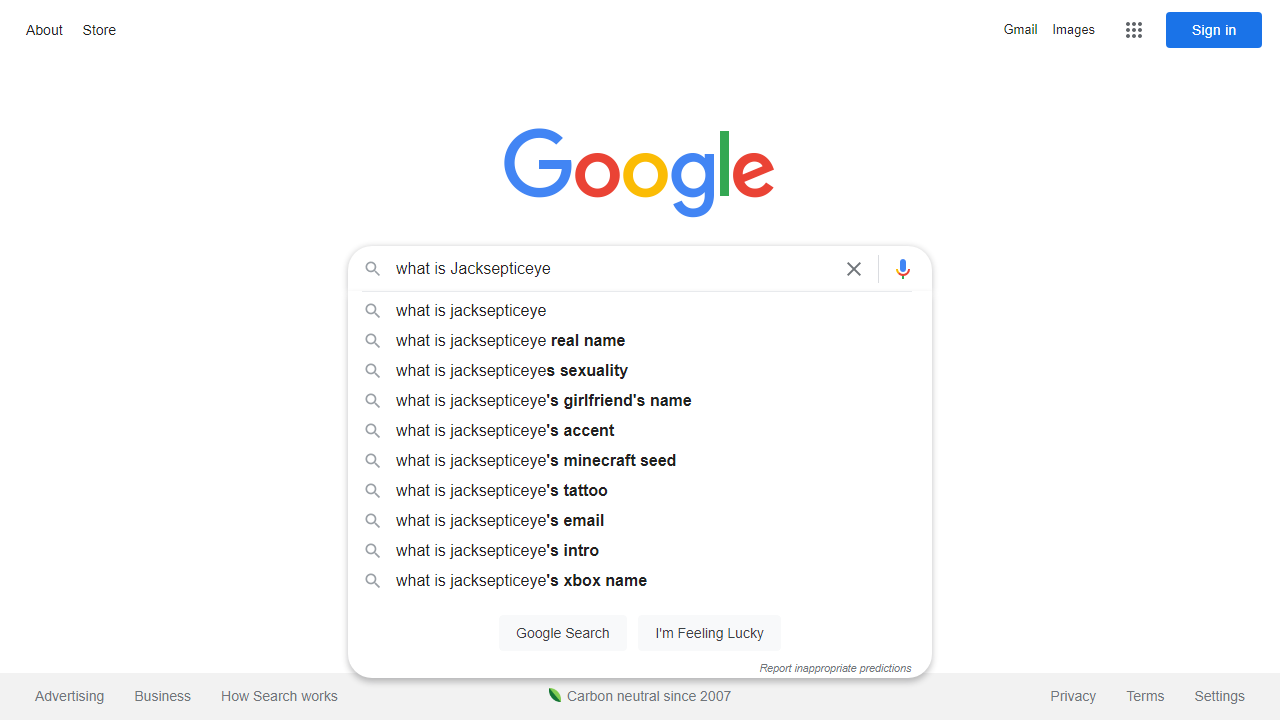 About Store Gmail Images Sign in
Google
what is Jacksepticeye
what is jacksepticeye
what is jacksepticeye real name
what is jacksepticeyes sexuality
what is jacksepticeye's girlfriend's name
what is jacksepticeye's accent
what is jacksepticeye's minecraft seed
what is jacksepticeye's tattoo
what is jacksepticeye's email
what is jacksepticeye's intro
what is jacksepticeye's xbox name
Google Search I'm Feeling Lucky
Report inappropriate predictions
Advertising Business How Search works Carbon neutral since 2007 Privacy Terms Settings